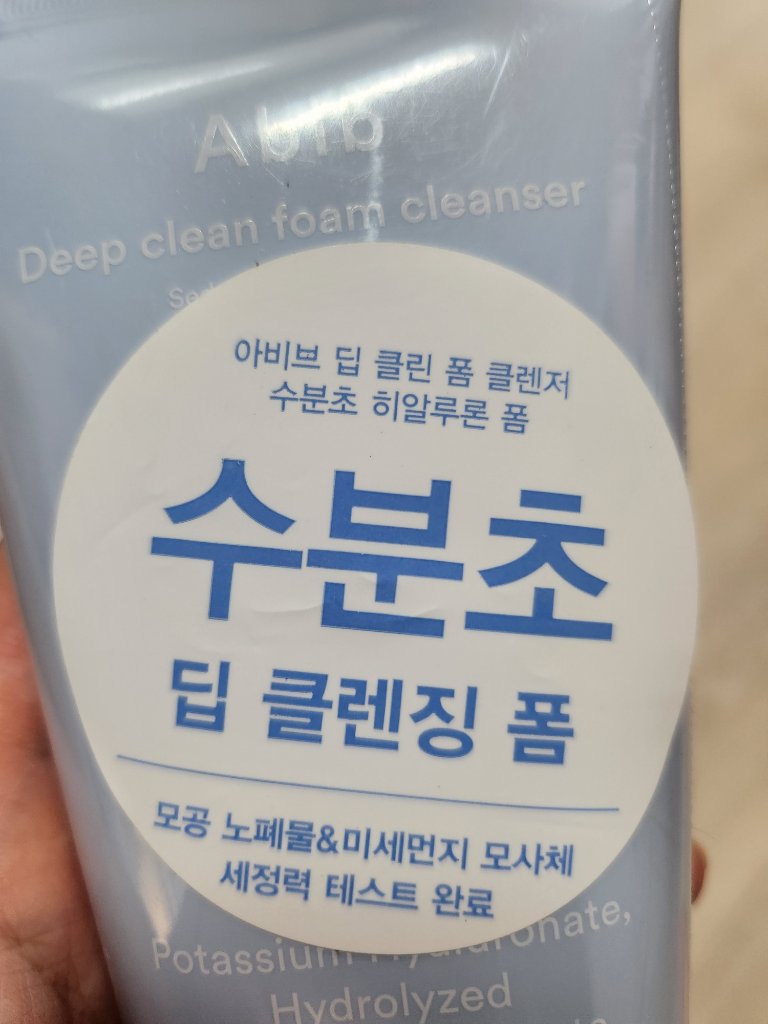 Abib
Deep clean foam cleanser
아비브 딥 클린 폼 클렌저
수분초 히알루론 폼
수분초
딥 클렌징 폼
모공 노폐물&미세먼지 모사체
세정력 테스트 완료
Potassium Hyaluronate,
Hydrolyzed